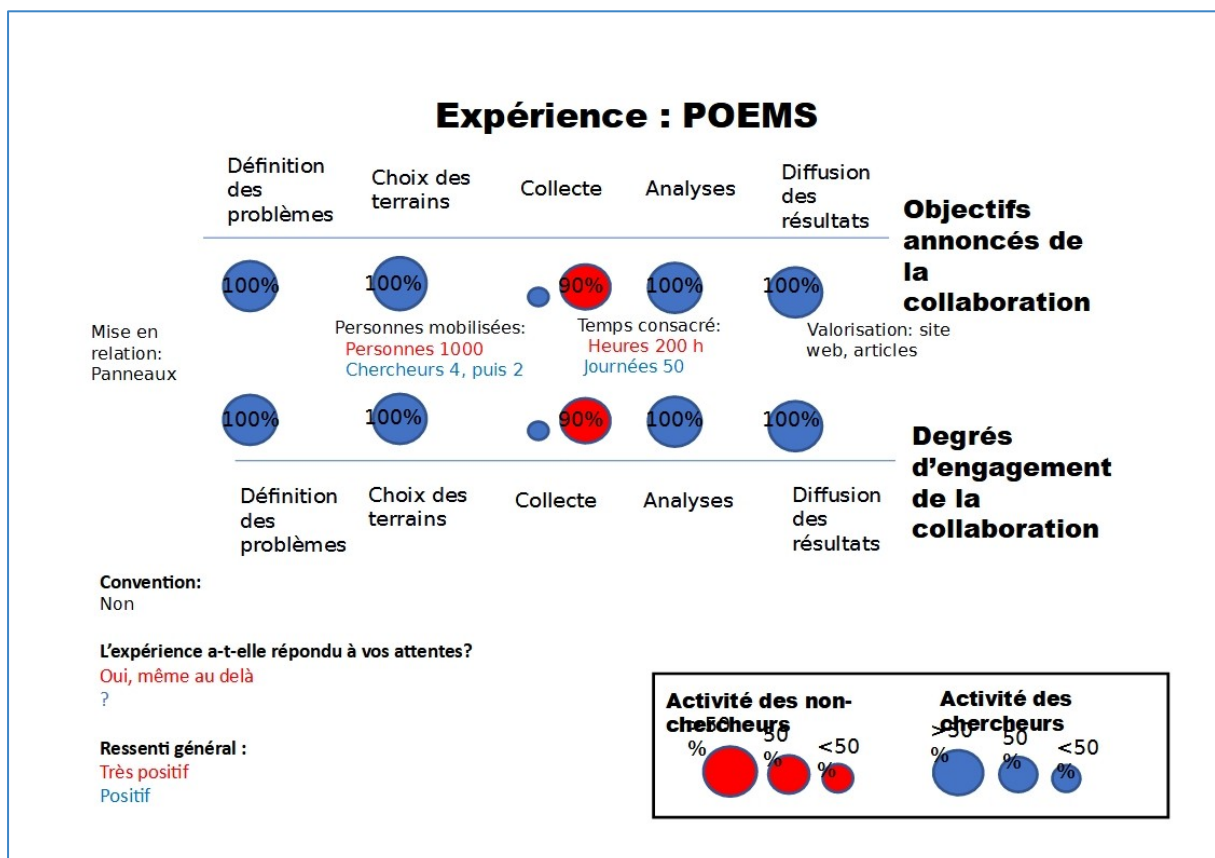 Expérience : POEMS
Définition
des
problèmes
Choix des
terrains
Collecte
Analyses
Diffusion
des
résultats
Objectifs
annoncés de
la
collaboration
100%
100%
90%
100%
100%
Mise en
relation:
Panneaux
Personnes mobilisées:
Personnes 1000
Chercheurs 4, puis 2
Temps consacré:
Heures 200 h
Journées 50
Valorisation: site
web, articles
100%
100%
90%
100%
100%
Degrés
d’engagement
de la
collaboration
Définition
des
problèmes
Choix des
terrains
Collecte
Analyses
Diffusion
des
résultats
Convention:
Non
L’expérience a-t-elle répondu à vos attentes?
Oui, même au delà
?
Ressenti général :
Très positif
Positif
Activité des non-
chercheurs
>50
%
50
%
<50
%
Activité des
chercheurs
>50
%
50
%
<50
%